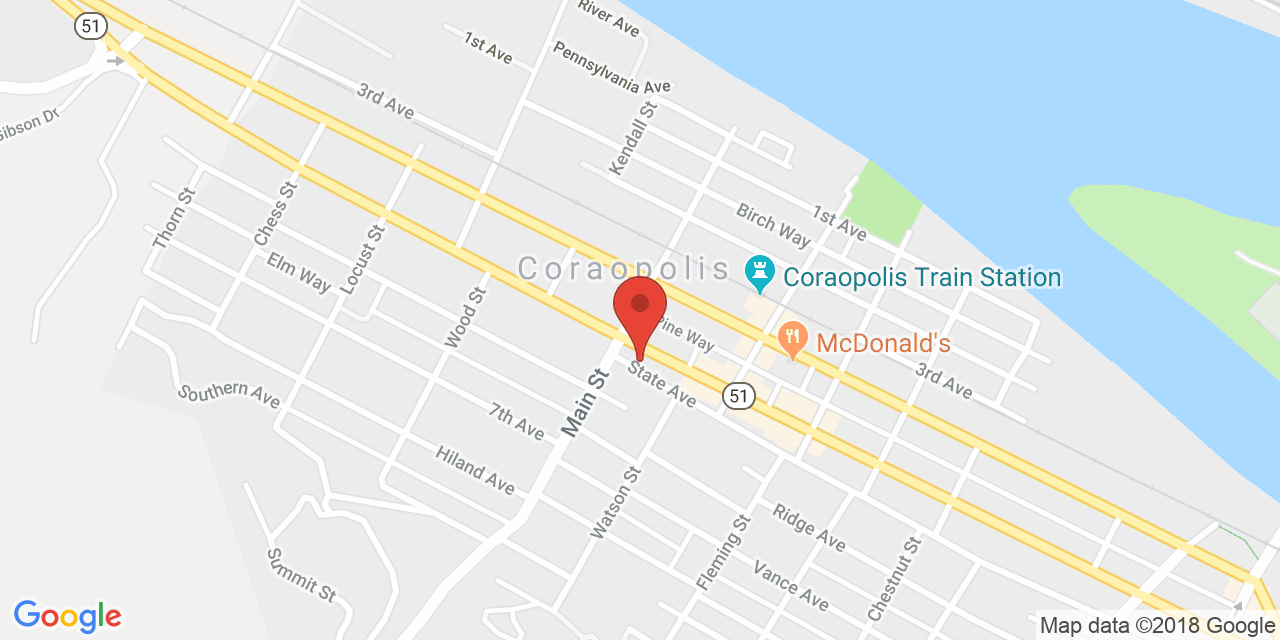 River Ave
51
1st Ave
Pennsylvania Ave
3rd Ave
Gibson Dr
Kendall St
Thorn St
Chess St
Birch Way
1st Ave
Elm Way
Locust St
Coraopolis
Coraopolis Train Station
Wood St
Pine Way
McDonald's
State Ave
3rd Ave
Southern Ave
Main St
51
7th Ave
Hiland Ave
Watson St
Ridge Ave
Fleming St
Summit St
Vance Ave
Chestnut St
Google
Map data ©2018 Google